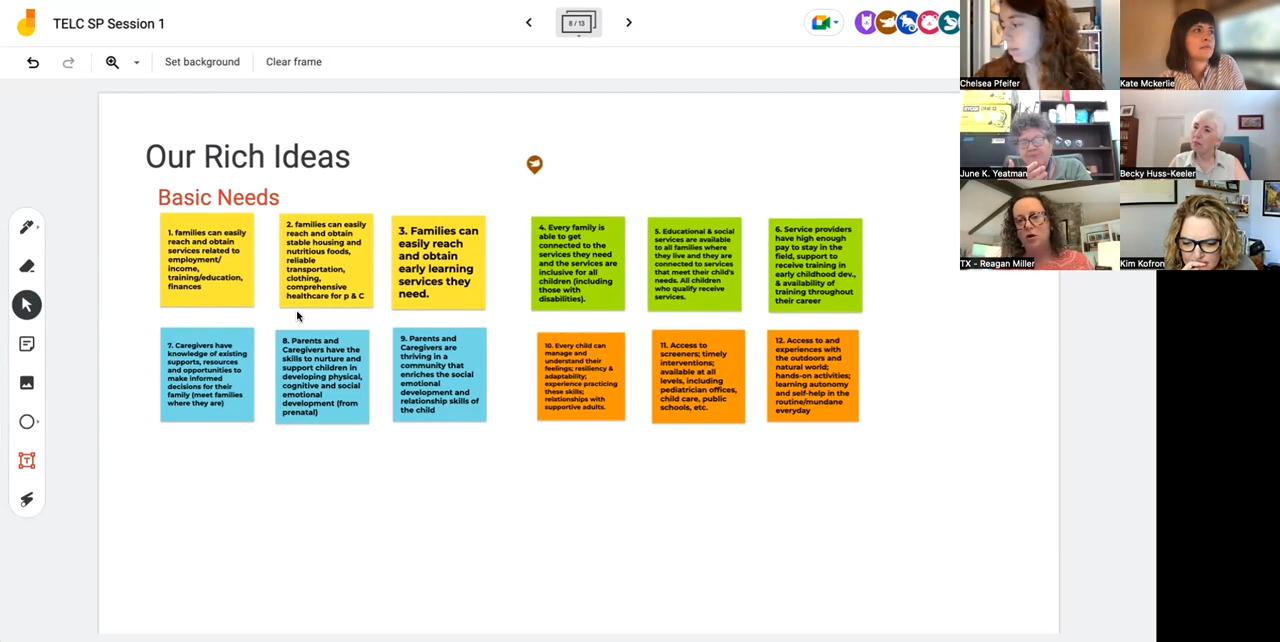 TELC SP Session 1
8 / 13
Set background
Clear frame
Our Rich Ideas
Basic Needs
1. families can easily
reach and obtain
services related to
employment/
income,
training/education,
finances
2. families can easily
reach and obtain
stable housing and
nutritious foods,
reliable
transportation,
clothing,
comprehensive
healthcare for p & C
3. Families can
easily reach
and obtain
early learning
services they
need.
4. Every family is
able to get
connected to the
services they need
and the services are
inclusive for all
children (including
those with
disabilities).
5. Educational & social
services are available
to all families where
they live and they are
connected to services
that meet their child's
needs. All children
who qualify receive
services.
6. Service providers
have high enough
pay to stay in the
field, support to
receive training in
early childhood dev.,
& availability of
training throughout
their career
7. Caregivers have
knowledge of existing
supports, resources
and opportunities to
make informed
decisions for their
family (meet families
where they are)
8. Parents and
Caregivers have the
skills to nurture and
support children in
developing physical,
cognitive and social
emotional
development (from
prenatal)
9. Parents and
Caregivers are
thriving in a
community that
enriches the social
emotional
development and
relationship skills of
the child
10. Every child can
manage and
understand their
feelings; resiliency &
adaptability;
experience practicing
these skills;
relationships with
supportive adults.
11. Access to
screeners; timely
interventions;
available at all
levels, including
pediatrician offices,
child care, public
schools, etc.
12. Access to and
experiences with
the outdoors and
natural world;
hands-on activities;
learning autonomy
and self-help in the
routine/mundane
everyday
Chelsea Pfeifer
Kate Mckerlie
June K. Yeatman
Becky Huss-Keeler
TX - Reagan Miller
Kim Kofron